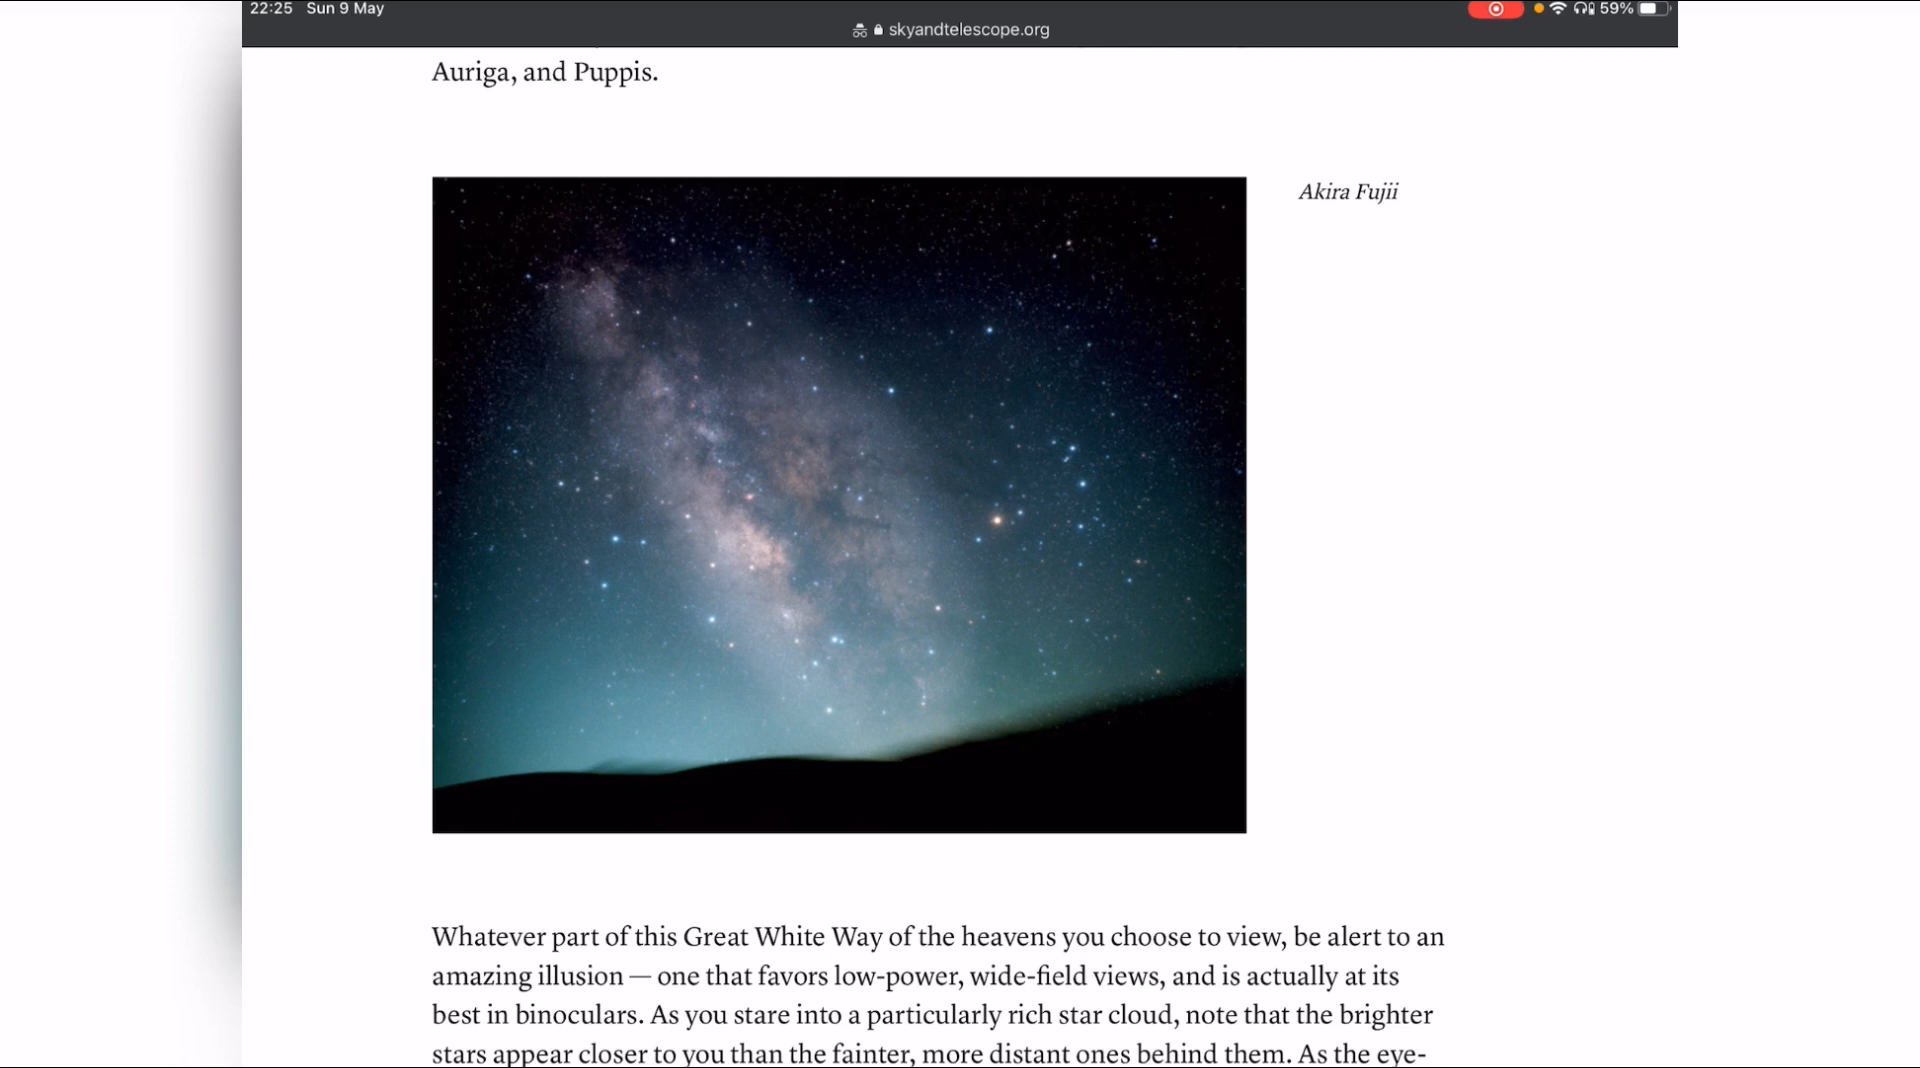 22:25 Sun 9 May
59%
skyandtelescope.org
Auriga, and Puppis.
Akira Fujii
Whatever part of this Great White Way of the heavens you choose to view, be alert to an
amazing illusion — one that favors low-power, wide-field views, and is actually at its
best in binoculars. As you stare into a particularly rich star cloud, note that the brighter
stars appear closer to you than the fainter, more distant ones behind them. As the eye-